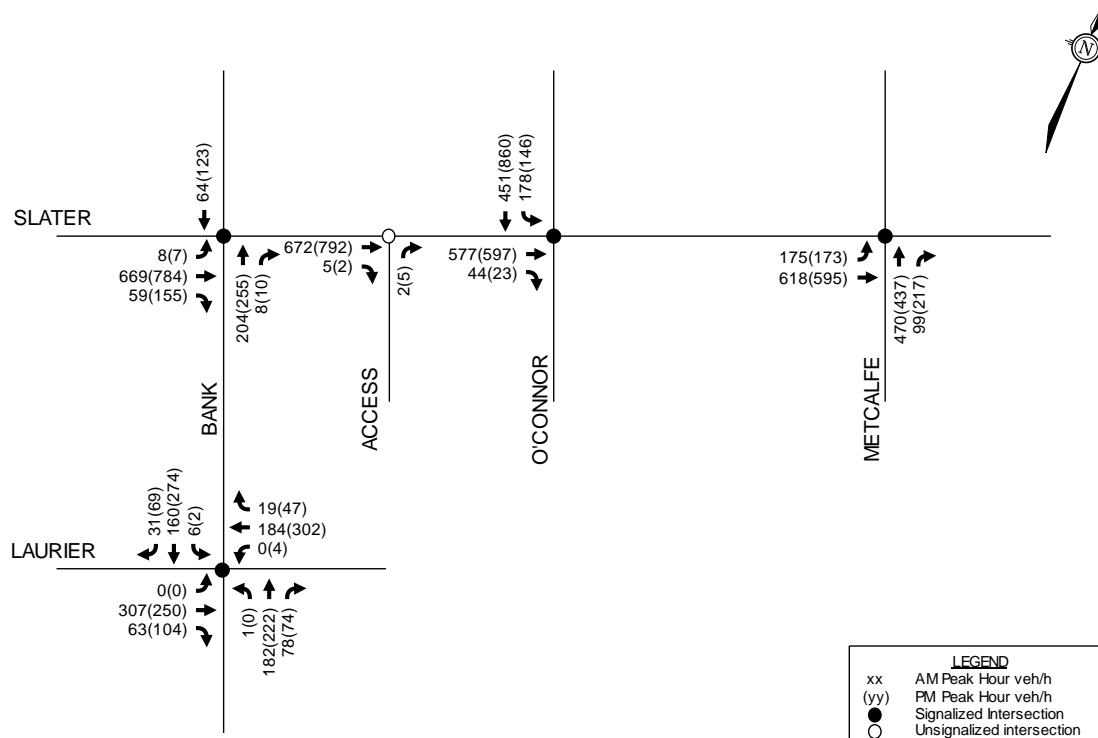 N
64(123)
451(860)
178(146)
SLATER
8(7)
669(784)
59(155)
204(255)
8(10)
672(792)
5(2)
2(5)
577(597)
44(23)
175(173)
618(595)
470(437)
99(217)
BANK
ACCESS
O'CONNOR
METCALFE
31(69)
160(274)
6(2)
19(47)
184(302)
0(4)
LAURIER
0(0)
307(250)
63(104)
1(0)
182(222)
78(74)
LEGEND
xx AM Peak Hour veh/h
(yy) PM Peak Hour veh/h
Signalized Intersection
Unsignalized intersection